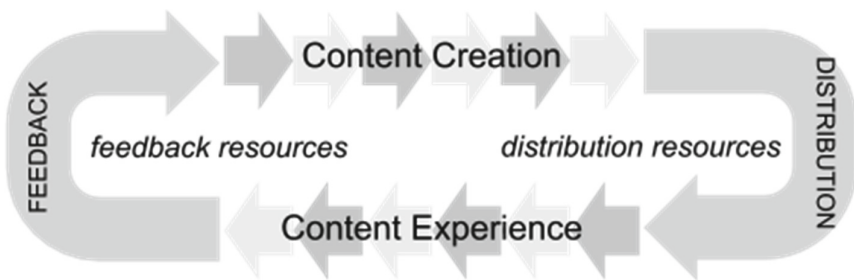 Content Creation
FEEDBACK
DISTRIBUTION
feedback resources
distribution resources
Content Experience